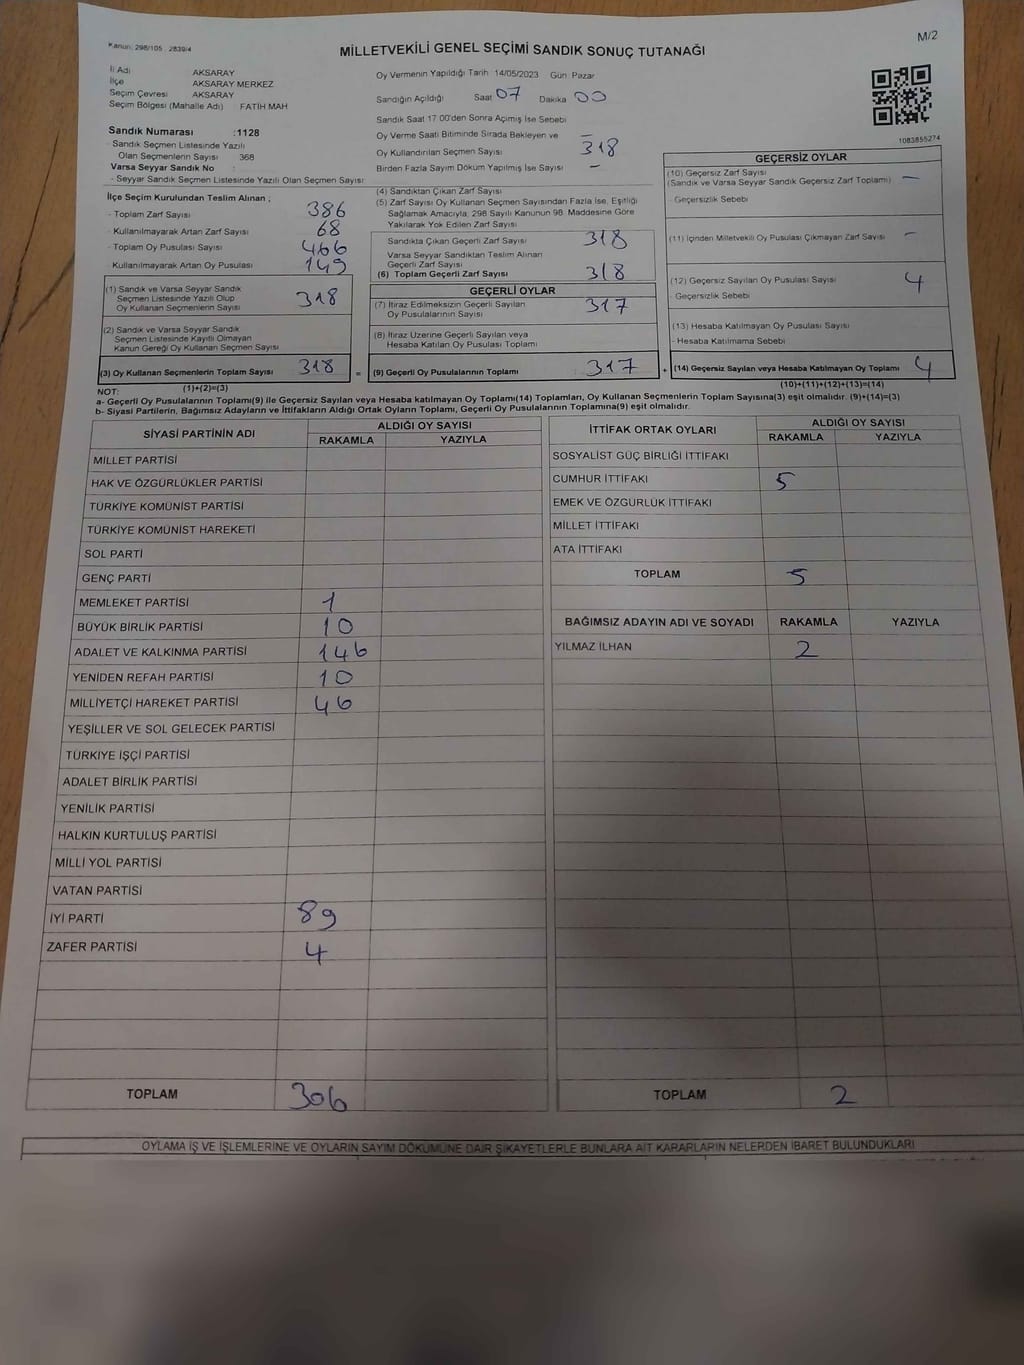 Kanun: 298/105 , 2839/4
M/2
MİLLETVEKİLİ GENEL SEÇİMİ SANDIK SONUÇ TUTANAĞI
İl Adı AKSARAY
İlçe AKSARAY MERKEZ
Seçim Çevresi AKSARAY
Seçim Bölgesi (Mahalle Adı) FATİH MAH
Sandık Numarası :1128
- Sandık Seçmen Listesinde Yazılı
Olan Seçmenlerin Sayısı 368
Varsa Seyyar Sandık No :
- Seyyar Sandık Seçmen Listesinde Yazılı Olan Seçmen Sayısı
Oy Vermenin Yapıldığı Tarih 14/05/2023 Gün: Pazar
Sandığın Açıldığı Saat 07 Dakika 00
Sandık Saat 17.00'den Sonra Açılmış İse Sebebi
Oy Verme Saati Bitiminde Sırada Bekleyen ve –
Oy Kullandırılan Seçmen Sayısı 318
Birden Fazla Sayım Döküm Yapılmış İse Sayısı –
1083855274
İlçe Seçim Kurulundan Teslim Alınan ;
- Toplam Zarf Sayısı 386
- Kullanılmayarak Artan Zarf Sayısı 68
- Toplam Oy Pusulası Sayısı 466
- Kullanılmayarak Artan Oy Pusulası 149
(1) Sandık ve Varsa Seyyar Sandık
Seçmen Listesinde Yazılı Olup
Oy Kullanan Seçmenlerin Sayısı 318
(2) Sandık ve Varsa Seyyar Sandık
Seçmen Listesinde Kayıtlı Olmayan
Kanun Gereği Oy Kullanan Seçmen Sayısı
(3) Oy Kullanan Seçmenlerin Toplam Sayısı 318 =
(1)+(2)=(3)
(4) Sandıktan Çıkan Zarf Sayısı
(5) Zarf Sayısı Oy Kullanan Seçmen Sayısından Fazla İse, Eşitliği
Sağlamak Amacıyla, 298 Sayılı Kanunun 98. Maddesine Göre
Yakılarak Yok Edilen Zarf Sayısı
Sandıkta Çıkan Geçerli Zarf Sayısı 318
Varsa Seyyar Sandıktan Teslim Alınan
Geçerli Zarf Sayısı
(6) Toplam Geçerli Zarf Sayısı 318
GEÇERLİ OYLAR
(7) İtiraz Edilmeksizin Geçerli Sayılan
Oy Pusulalarının Sayısı 317
(8) İtiraz Üzerine Geçerli Sayılan veya
Hesaba Katılan Oy Pusulası Toplamı
(9) Geçerli Oy Pusulalarının Toplamı : 317 +
GEÇERSİZ OYLAR
(10) Geçersiz Zarf Sayısı
(Sandık ve Varsa Seyyar Sandık Geçersiz Zarf Toplamı) –
- Geçersizlik Sebebi
(11) İçinden Milletvekili Oy Pusulası Çıkmayan Zarf Sayısı –
(12) Geçersiz Sayılan Oy Pusulası Sayısı 4
- Geçersizlik Sebebi
(13) Hesaba Katılmayan Oy Pusulası Sayısı
- Hesaba Katılmama Sebebi
(14) Geçersiz Sayılan veya Hesaba Katılmayan Oy Toplamı 4
(10)+(11)+(12)+(13)=(14)
NOT:
a- Geçerli Oy Pusulalarının Toplamı(9) ile Geçersiz Sayılan veya Hesaba katılmayan Oy Toplamı(14) Toplamları, Oy Kullanan Seçmenlerin Toplam Sayısına(3) eşit olmalıdır. (9)+(14)=(3)
b- Siyasi Partilerin, Bağımsız Adayların ve İttifakların Aldığı Ortak Oyların Toplamı, Geçerli Oy Pusulalarının Toplamına(9) eşit olmalıdır.
SİYASİ PARTİNİN ADI ALDIĞI OY SAYISI
RAKAMLA YAZIYLA
MİLLET PARTİSİ
HAK VE ÖZGÜRLÜKLER PARTİSİ
TÜRKİYE KOMÜNİST PARTİSİ
TÜRKİYE KOMÜNİST HAREKETİ
SOL PARTİ
GENÇ PARTİ
MEMLEKET PARTİSİ 1
BÜYÜK BİRLİK PARTİSİ 10
ADALET VE KALKINMA PARTİSİ 146
YENİDEN REFAH PARTİSİ 10
MİLLİYETÇİ HAREKET PARTİSİ 46
YEŞİLLER VE SOL GELECEK PARTİSİ
TÜRKİYE İŞÇİ PARTİSİ
ADALET BİRLİK PARTİSİ
YENİLİK PARTİSİ
HALKIN KURTULUŞ PARTİSİ
MİLLİ YOL PARTİSİ
VATAN PARTİSİ
İYİ PARTİ 89
ZAFER PARTİSİ 4
TOPLAM 306
İTTİFAK ORTAK OYLARI ALDIĞI OY SAYISI
RAKAMLA YAZIYLA
SOSYALİST GÜÇ BİRLİĞİ İTTİFAKI
CUMHUR İTTİFAKI 5
EMEK VE ÖZGÜRLÜK İTTİFAKI
MİLLET İTTİFAKI
ATA İTTİFAKI
TOPLAM 5
BAĞIMSIZ ADAYIN ADI VE SOYADI RAKAMLA YAZIYLA
YILMAZ İLHAN 2
TOPLAM 2
OYLAMA İŞ VE İŞLEMLERİNE VE OYLARIN SAYIM DÖKÜMÜNE DAİR ŞİKAYETLERLE BUNLARA AİT KARARLARIN NELERDEN İBARET BULUNDUKLARI